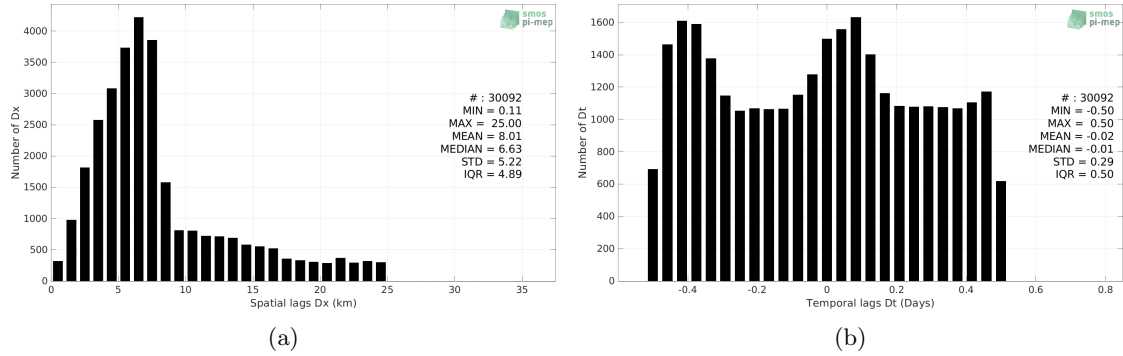 4000
3500
3000
2500
2000
1500
1000
500
0
Number of Dx
smos
pi-mep
# : 30092
MIN = 0.11
MAX = 25.00
MEAN = 8.01
MEDIAN = 6.63
STD = 5.22
IQR = 4.89
0 5 10 15 20 25 30 35
Spatial lags Dx (km)
(a)
1600
1400
1200
1000
800
600
400
200
0
Number of Dt
smos
pi-mep
# : 30092
MIN = -0.50
MAX = 0.50
MEAN = -0.02
MEDIAN = -0.01
STD = 0.29
IQR = 0.50
-0.4 -0.2 0 0.2 0.4 0.6 0.8
Temporal lags Dt (Days)
(b)